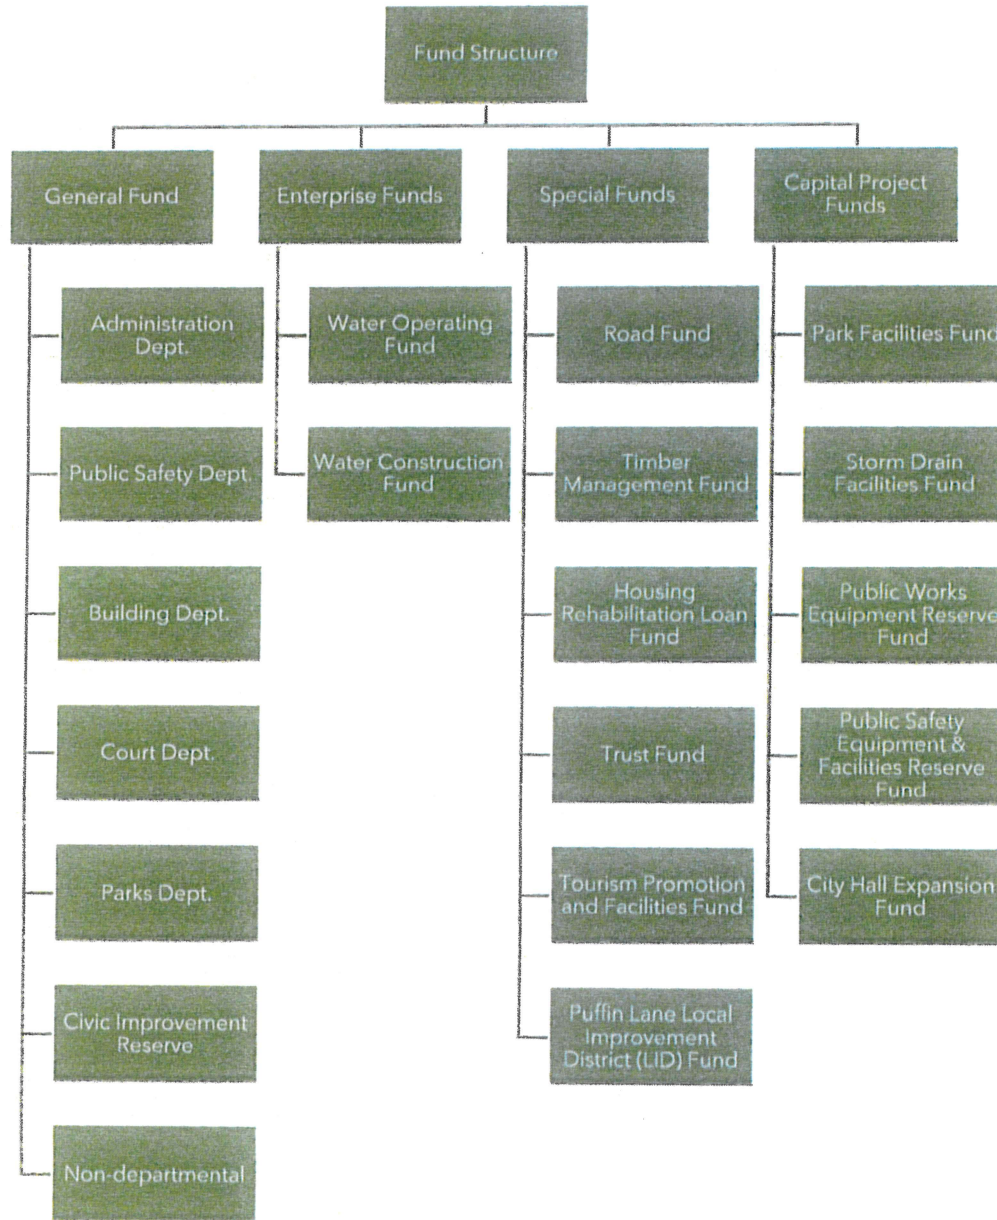 Fund Structure
General Fund
Enterprise Funds
Special Funds
Capital Project
Funds
Administration
Dept.
Public Safety Dept.
Building Dept.
Court Dept.
Parks Dept.
Civic Improvement
Reserve
Non-departmental
Water Operating
Fund
Water Construction
Fund
Road Fund
Timber
Management Fund
Housing
Rehabilitation Loan
Fund
Trust Fund
Tourism Promotion
and Facilities Fund
Puffin Lane Local
Improvement
District (LID) Fund
Park Facilities Fund
Storm Drain
Facilities Fund
Public Works
Equipment Reserve
Fund
Public Safety
Equipment &
Facilities Reserve
Fund
City Hall Expansion
Fund